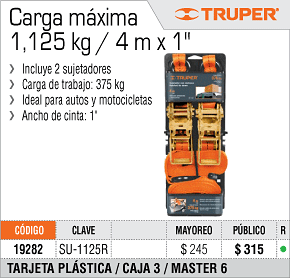 Carga máxima
1,125 kg / 4 m x 1"
TRUPER®
Incluye 2 sujetadores
Carga de trabajo: 375 kg
Ideal para autos y motocicletas
Ancho de cinta: 1"
TRUPER
CÓDIGO CLAVE MAYOREO PÚBLICO R
19282 SU-1125R $ 245 $ 315
TARJETA PLÁSTICA / CAJA 3 / MASTER 6